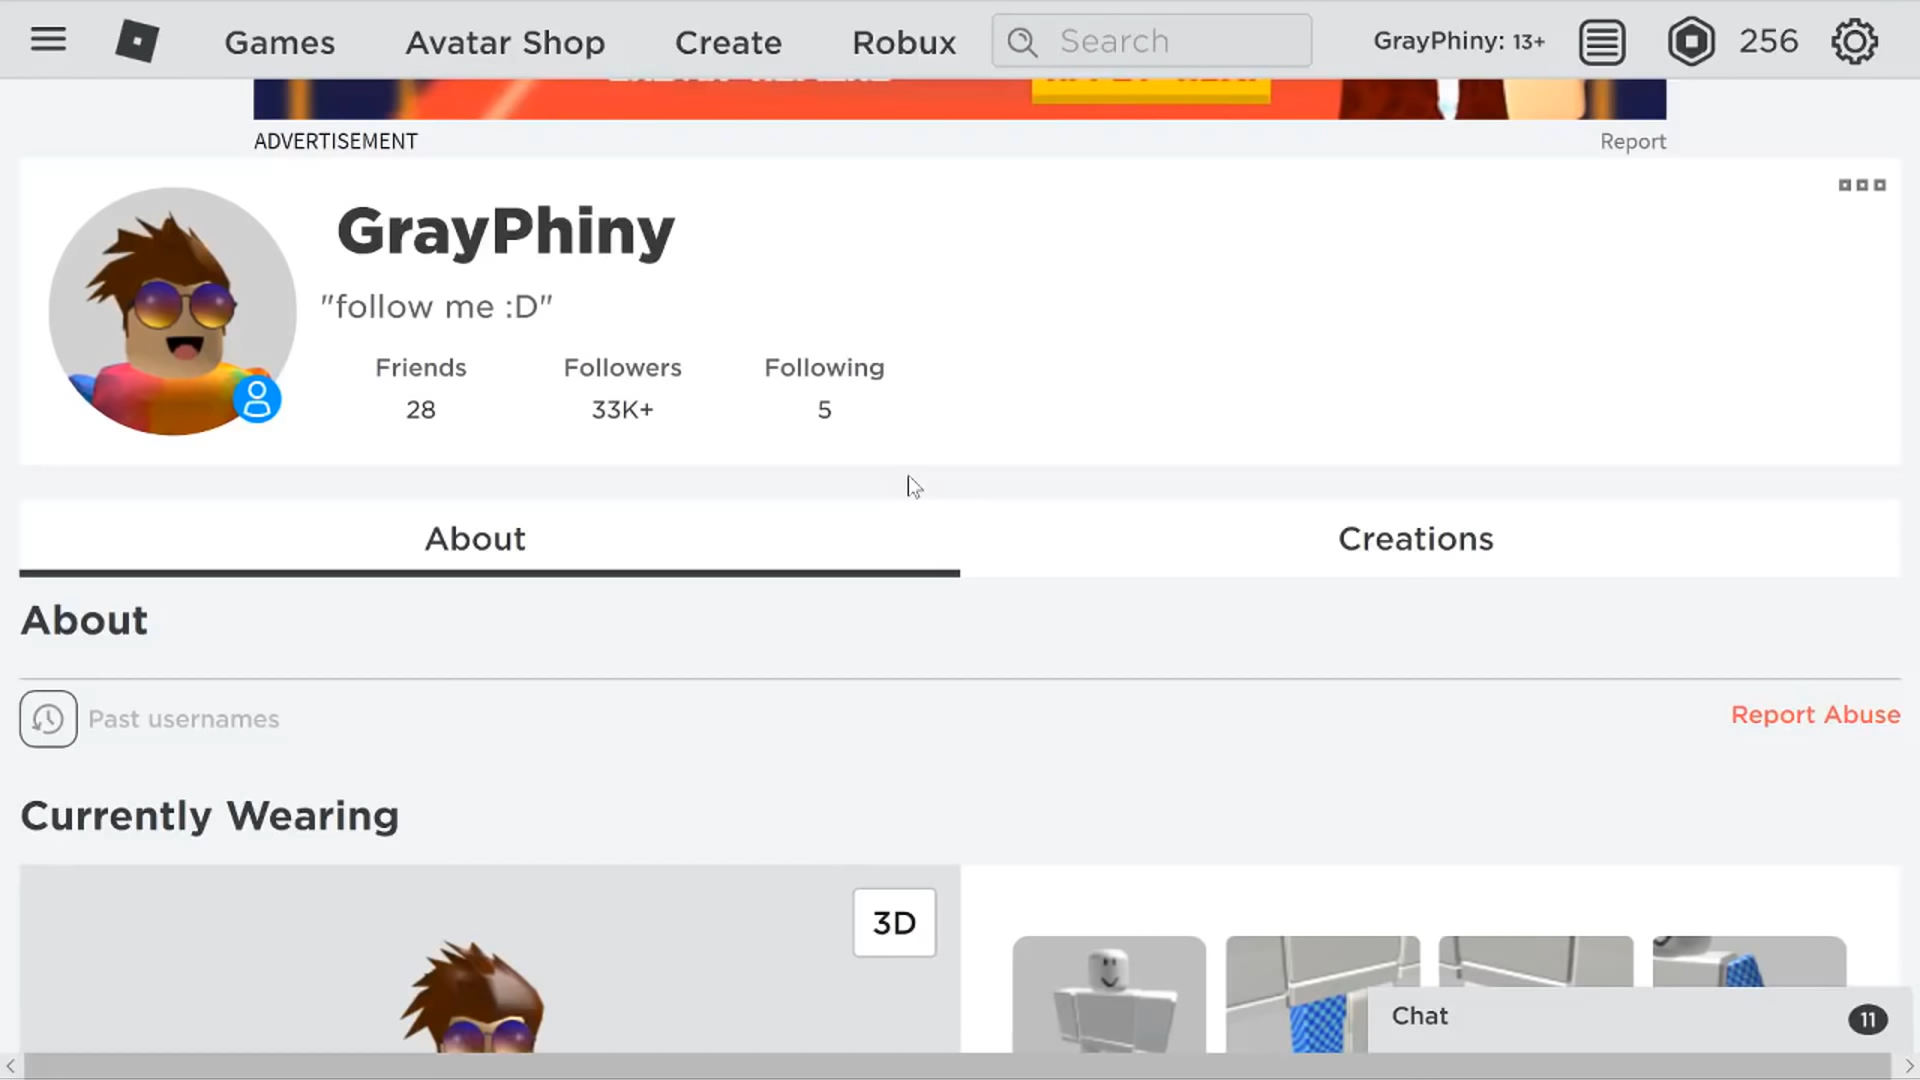 Games Avatar Shop Create Robux Search GrayPhiny: 13+ 256
ADVERTISEMENT Report
GrayPhiny
"follow me :D"
Friends Followers Following
28 33K+ 5
About Creations
About
Past usernames Report Abuse
Currently Wearing
3D
Chat 11